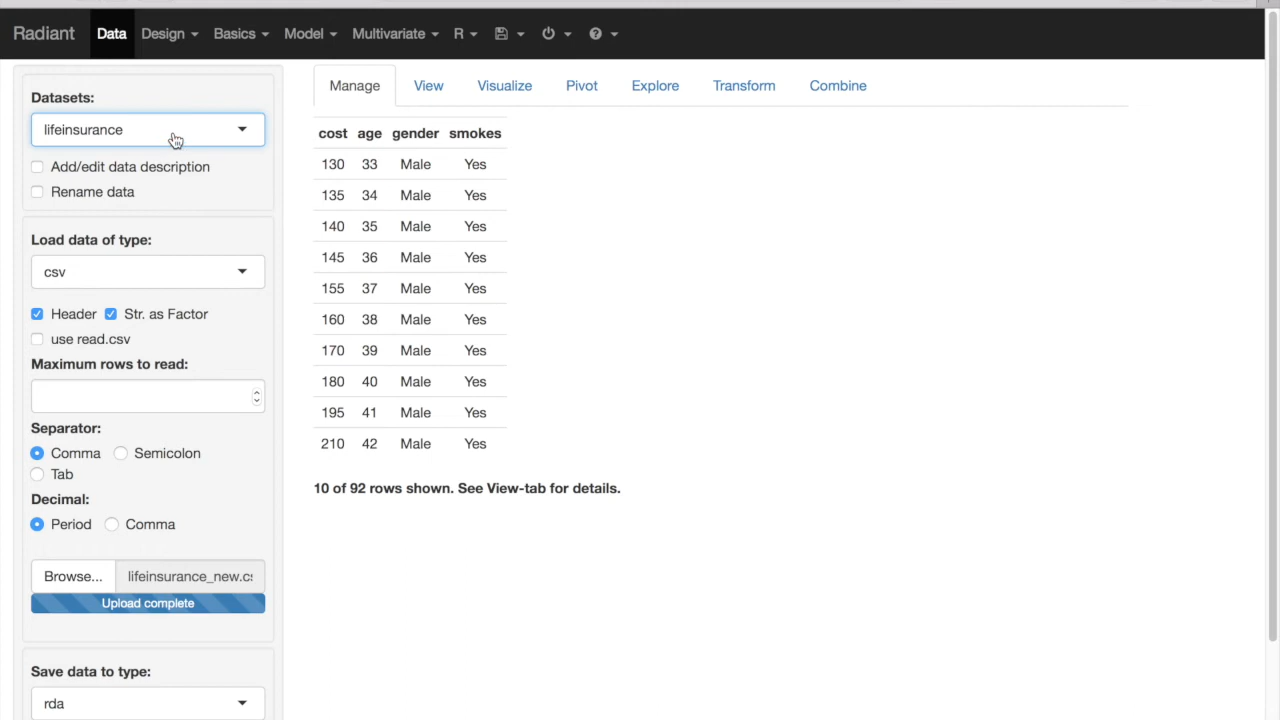 Radiant Data Design Basics Model Multivariate R
Datasets:
lifeinsurance
Add/edit data description
Rename data
Load data of type:
csv
Header Str. as Factor
use read.csv
Maximum rows to read:
Separator:
Comma Semicolon
Tab
Decimal:
Period Comma
Browse... lifeinsurance_new.c
Upload complete
Save data to type:
rda
Manage View Visualize Pivot Explore Transform Combine
cost age gender smokes
130 33 Male Yes
135 34 Male Yes
140 35 Male Yes
145 36 Male Yes
155 37 Male Yes
160 38 Male Yes
170 39 Male Yes
180 40 Male Yes
195 41 Male Yes
210 42 Male Yes
10 of 92 rows shown. See View-tab for details.